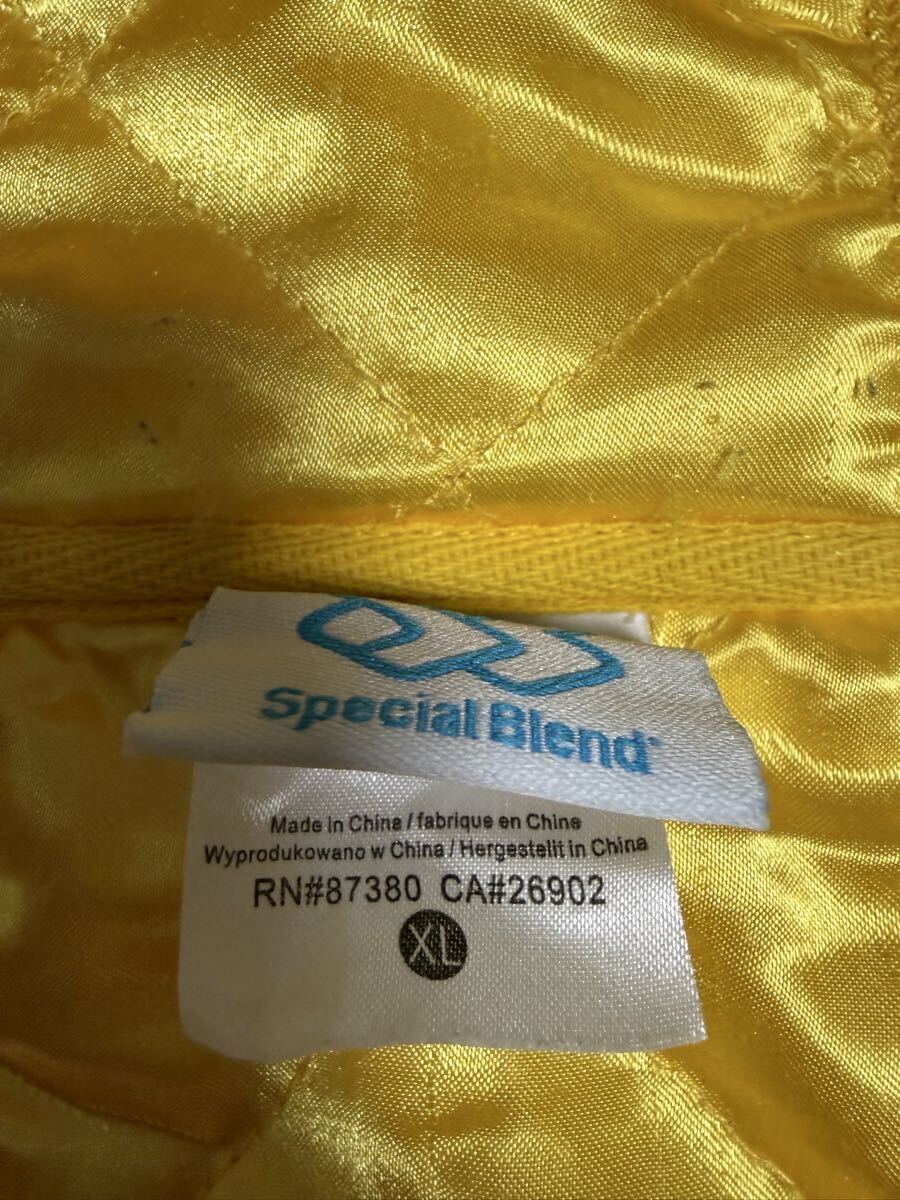 Special Blend
Made in China / fabrique en Chine
Wyprodukowano w China / Hergestellt in China
RN#87380 CA#26902
XL